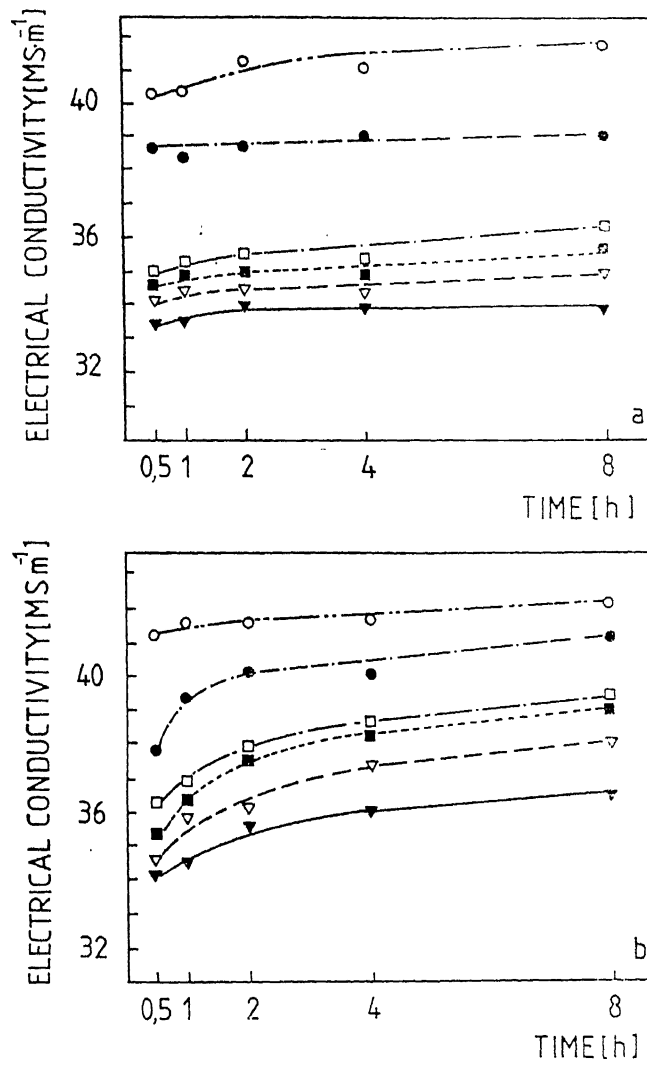 ELECTRICAL CONDUCTIVITY[MS·m⁻¹]
40
36
32
a
0,5 1 2 4 8
TIME[h]
ELECTRICAL CONDUCTIVITY[MS·m⁻¹]
40
36
32
b
0,5 1 2 4 8
TIME[h]